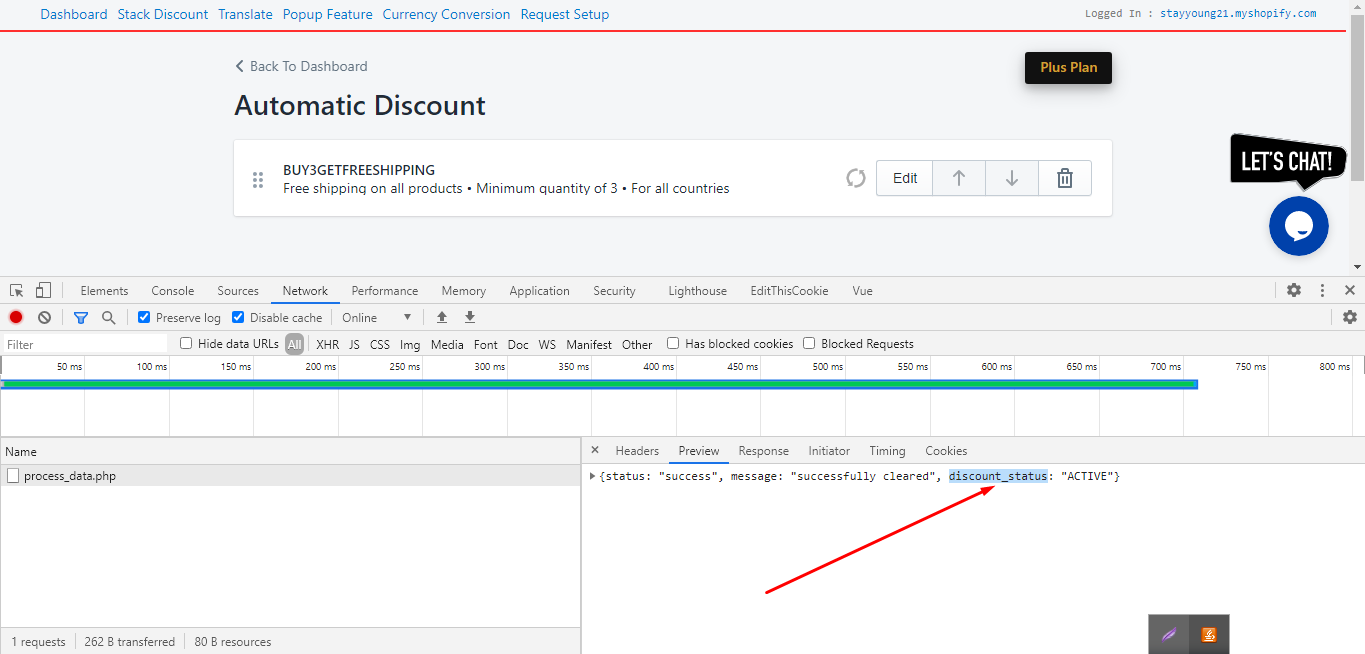 Dashboard Stack Discount Translate Popup Feature Currency Conversion Request Setup Logged In : stayyoung21.myshopify.com
Back To Dashboard Plus Plan
Automatic Discount
LET'S CHAT!
BUY3GETFREESHIPPING
Free shipping on all products • Minimum quantity of 3 • For all countries
Edit
Elements Console Sources Network Performance Memory Application Security Lighthouse EditThisCookie Vue
Preserve log Disable cache Online
Filter Hide data URLs All XHR JS CSS Img Media Font Doc WS Manifest Other Has blocked cookies Blocked Requests
50 ms 100 ms 150 ms 200 ms 250 ms 300 ms 350 ms 400 ms 450 ms 500 ms 550 ms 600 ms 650 ms 700 ms 750 ms 800 ms
Name Headers Preview Response Initiator Timing Cookies
process_data.php {status: "success", message: "successfully cleared", discount_status: "ACTIVE"}
1 requests 262 B transferred 80 B resources